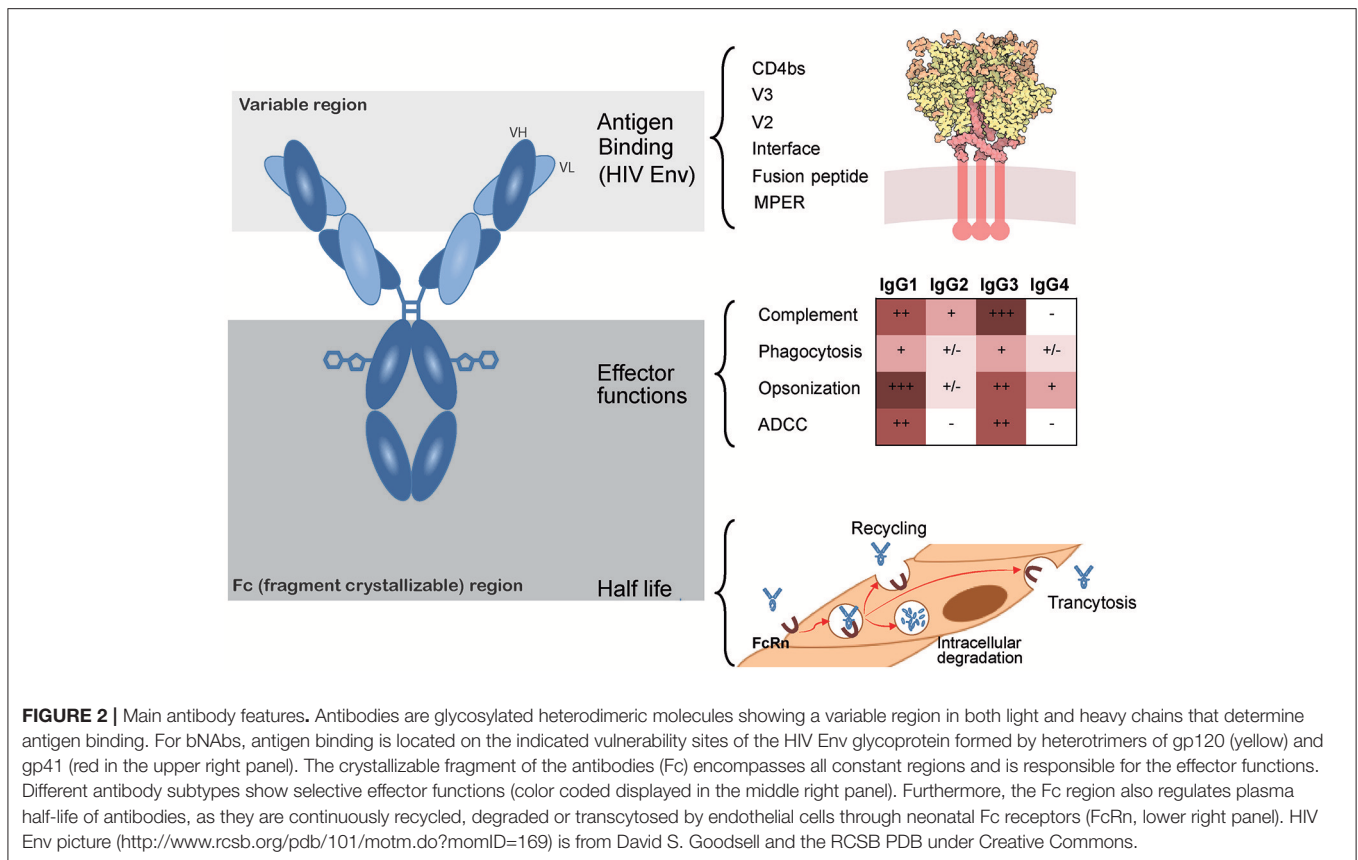 Variable region
VH
VL
Antigen
Binding
(HIV Env)
CD4bs
V3
V2
Interface
Fusion peptide
MPER
Effector
functions
IgG1 IgG2 IgG3 IgG4
Complement ++ + +++ -
Phagocytosis + +/- + +/-
Opsonization +++ +/- ++ +
ADCC ++ - ++ -
Fc (fragment crystallizable) region
Half life
Recycling
Trancytosis
FcRn
Intracellular
degradation
FIGURE 2 | Main antibody features. Antibodies are glycosylated heterodimeric molecules showing a variable region in both light and heavy chains that determine
antigen binding. For bNAbs, antigen binding is located on the indicated vulnerability sites of the HIV Env glycoprotein formed by heterotrimers of gp120 (yellow) and
gp41 (red in the upper right panel). The crystallizable fragment of the antibodies (Fc) encompasses all constant regions and is responsible for the effector functions.
Different antibody subtypes show selective effector functions (color coded displayed in the middle right panel). Furthermore, the Fc region also regulates plasma
half-life of antibodies, as they are continuously recycled, degraded or transcytosed by endothelial cells through neonatal Fc receptors (FcRn, lower right panel). HIV
Env picture (http://www.rcsb.org/pdb/101/motm.do?momID=169) is from David S. Goodsell and the RCSB PDB under Creative Commons.